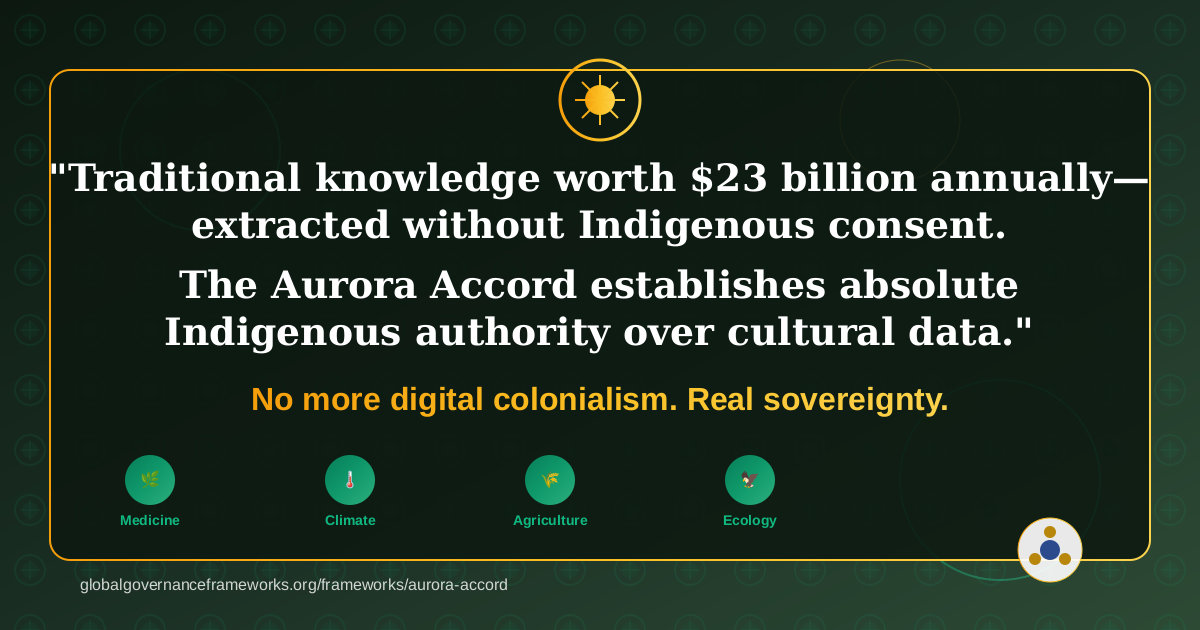 "Traditional knowledge worth $23 billion annually—
extracted without Indigenous consent.
The Aurora Accord establishes absolute
Indigenous authority over cultural data."
No more digital colonialism. Real sovereignty.
Medicine
Climate
Agriculture
Ecology
globalgovernanceframeworks.org/frameworks/aurora-accord